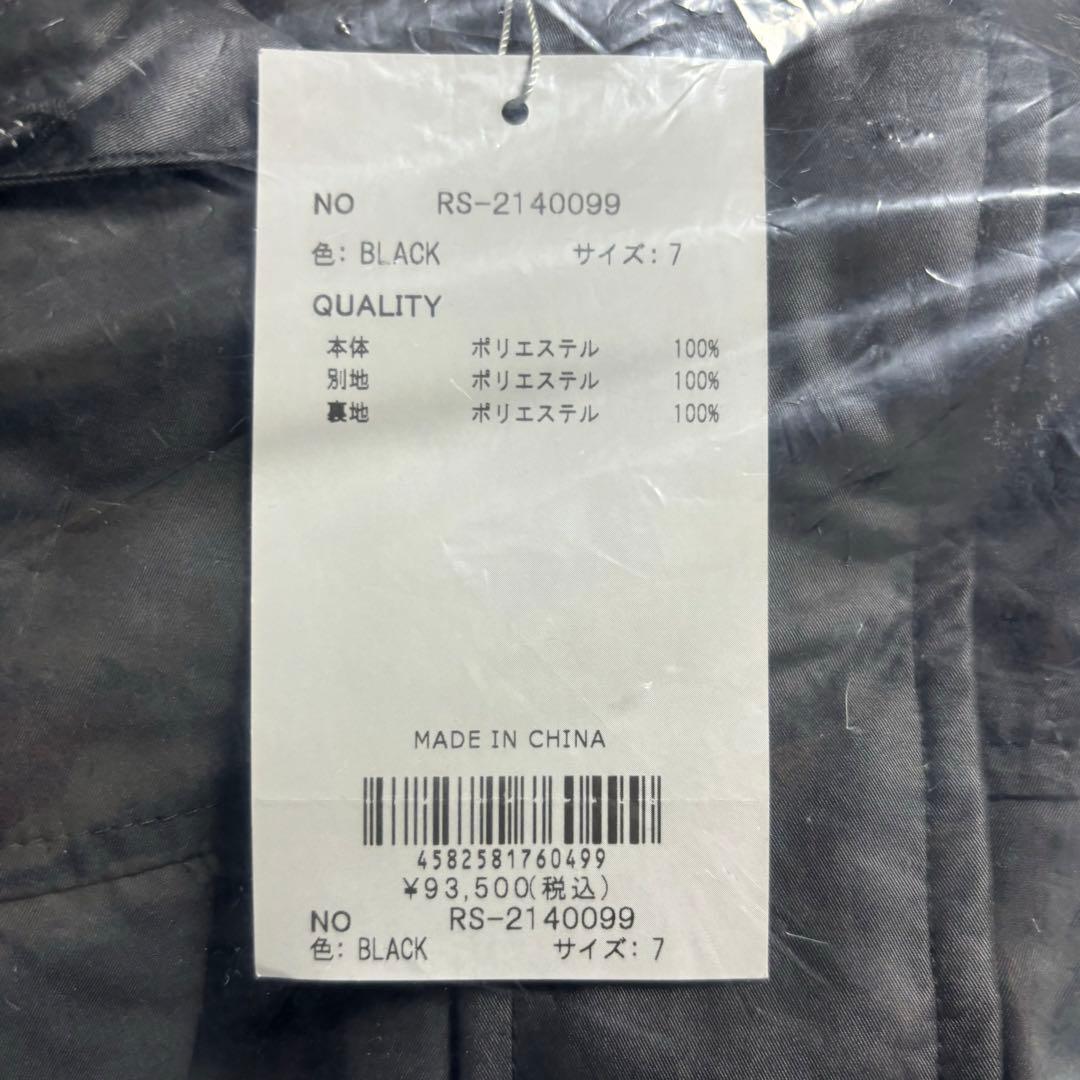 NO RS-2140099
色: BLACK サイズ: 7
QUALITY
本体 ポリエステル 100%
別地 ポリエステル 100%
裏地 ポリエステル 100%
MADE IN CHINA
4582581760499
¥93,500(税込)
NO RS-2140099
色: BLACK サイズ: 7